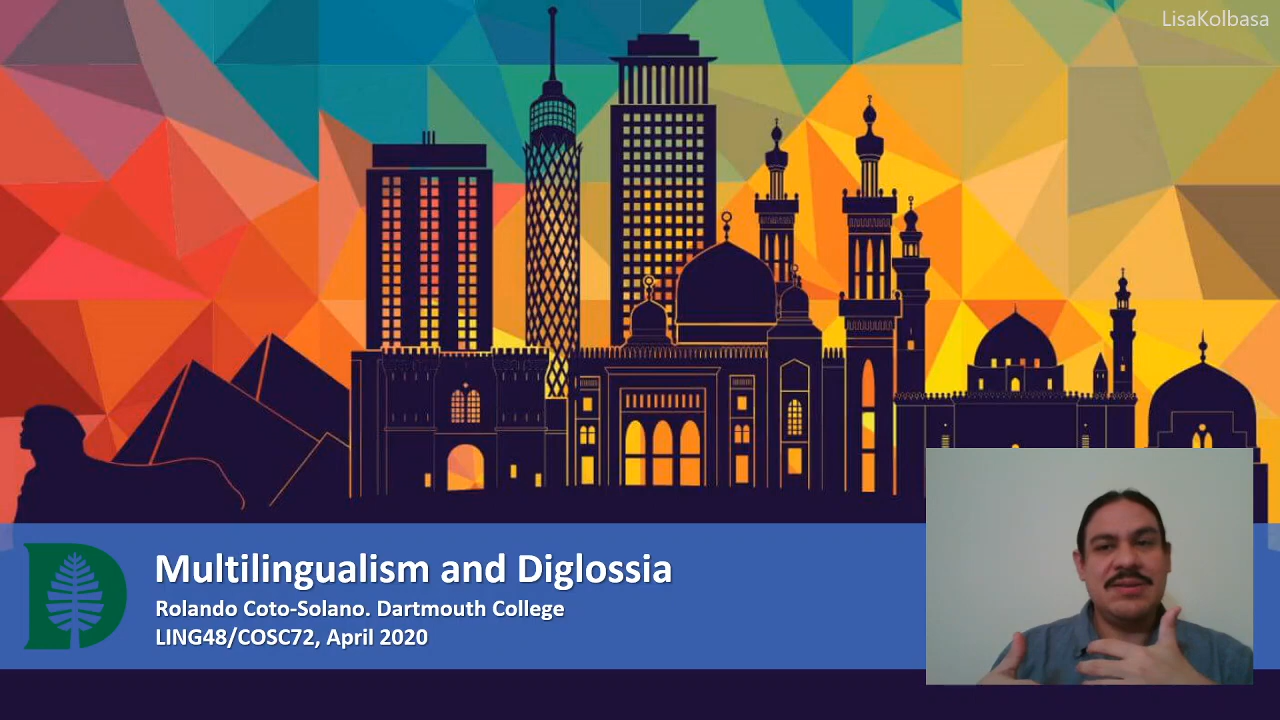 LisaKolbasa
Multilingualism and Diglossia
Rolando Coto-Solano. Dartmouth College
LING48/COSC72, April 2020